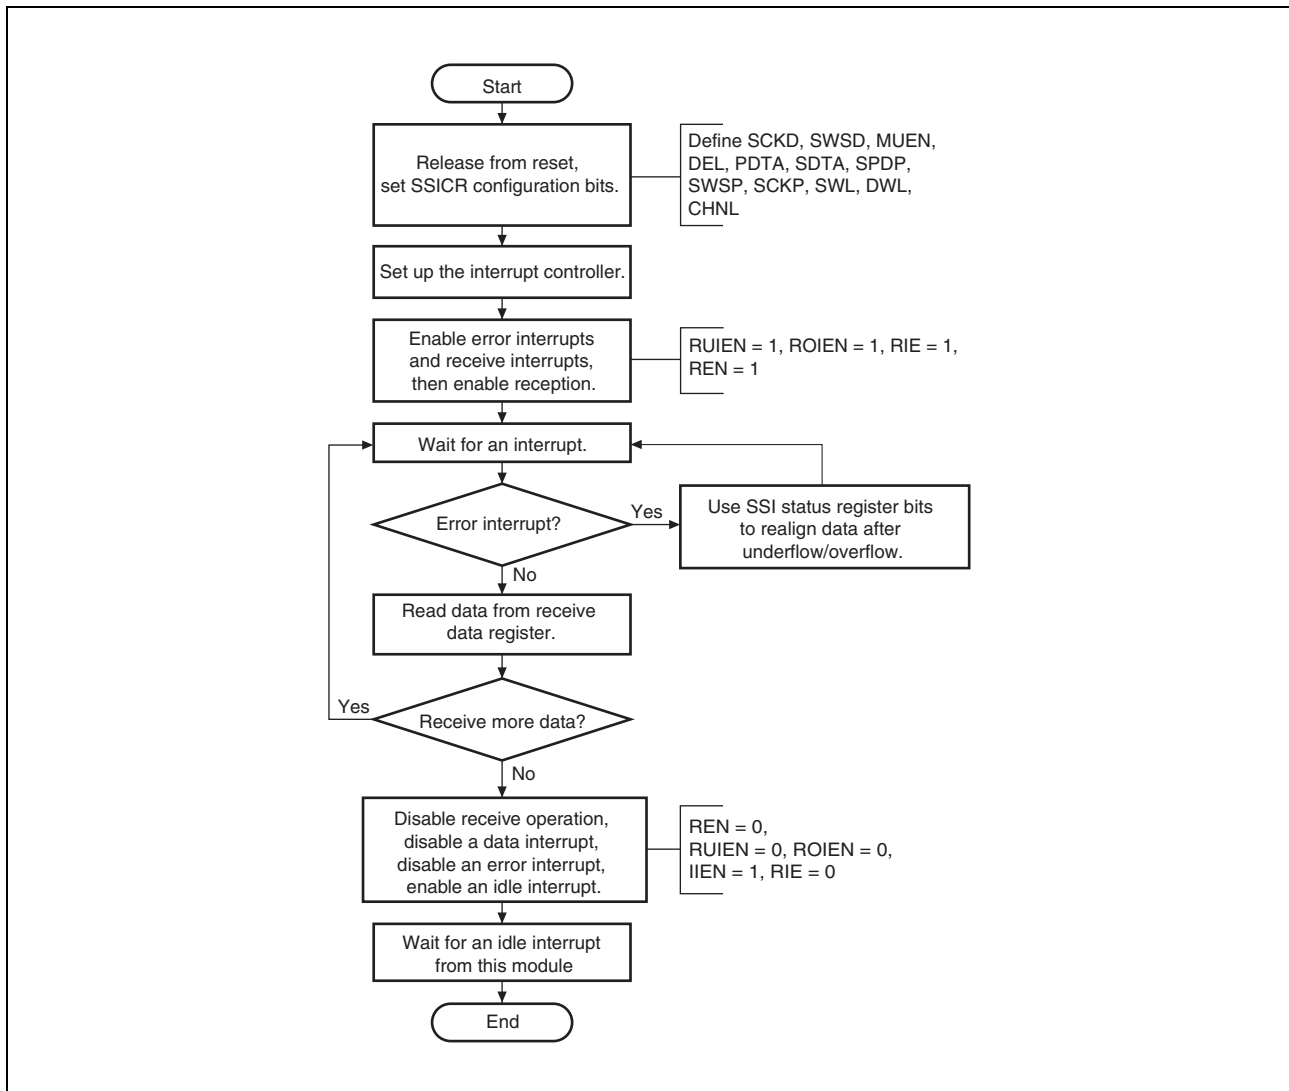 Start
Release from reset,
set SSICR configuration bits.
Define SCKD, SWSD, MUEN,
DEL, PDTA, SDTA, SPDP,
SWSP, SCKP, SWL, DWL,
CHNL
Set up the interrupt controller.
Enable error interrupts
and receive interrupts,
then enable reception.
RUIEN = 1, ROIEN = 1, RIE = 1,
REN = 1
Wait for an interrupt.
Error interrupt?
Yes
Use SSI status register bits
to realign data after
underflow/overflow.
No
Read data from receive
data register.
Yes
Receive more data?
No
Disable receive operation,
disable a data interrupt,
disable an error interrupt,
enable an idle interrupt.
REN = 0,
RUIEN = 0, ROIEN = 0,
IIEN = 1, RIE = 0
Wait for an idle interrupt
from this module
End